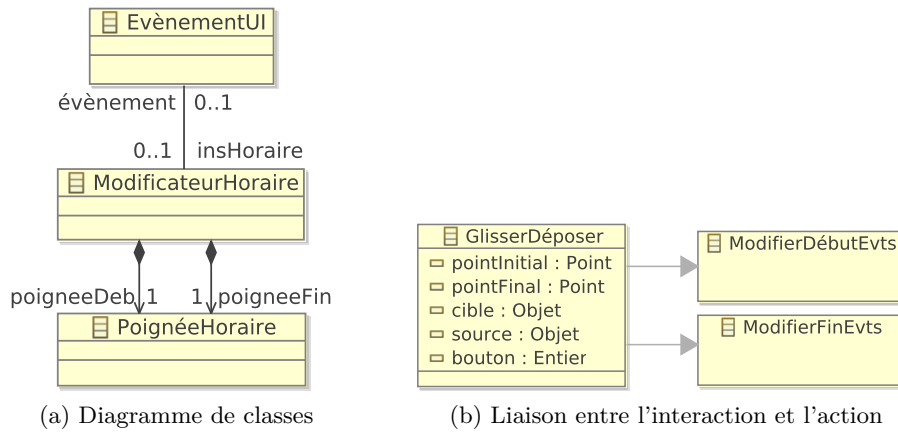 EvènementUI
évènement 0..1
0..1 insHoraire
ModificateurHoraire
poigneeDeb 1 1 poigneeFin
PoignéeHoraire
(a) Diagramme de classes
GlisserDéposer
pointInitial : Point
pointFinal : Point
cible : Objet
source : Objet
bouton : Entier
ModifierDébutEvts
ModifierFinEvts
(b) Liaison entre l'interaction et l'action